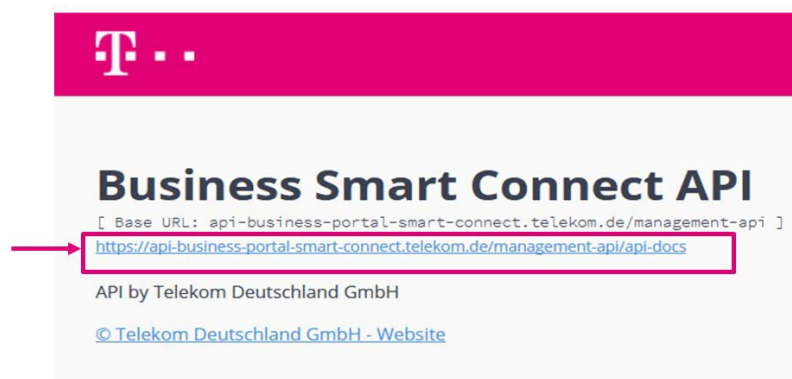 T
Business Smart Connect API
[ Base URL: api-business-portal-smart-connect.telekom.de/management-api ]
https://api-business-portal-smart-connect.telekom.de/management-api/api-docs
API by Telekom Deutschland GmbH
© Telekom Deutschland GmbH - Website